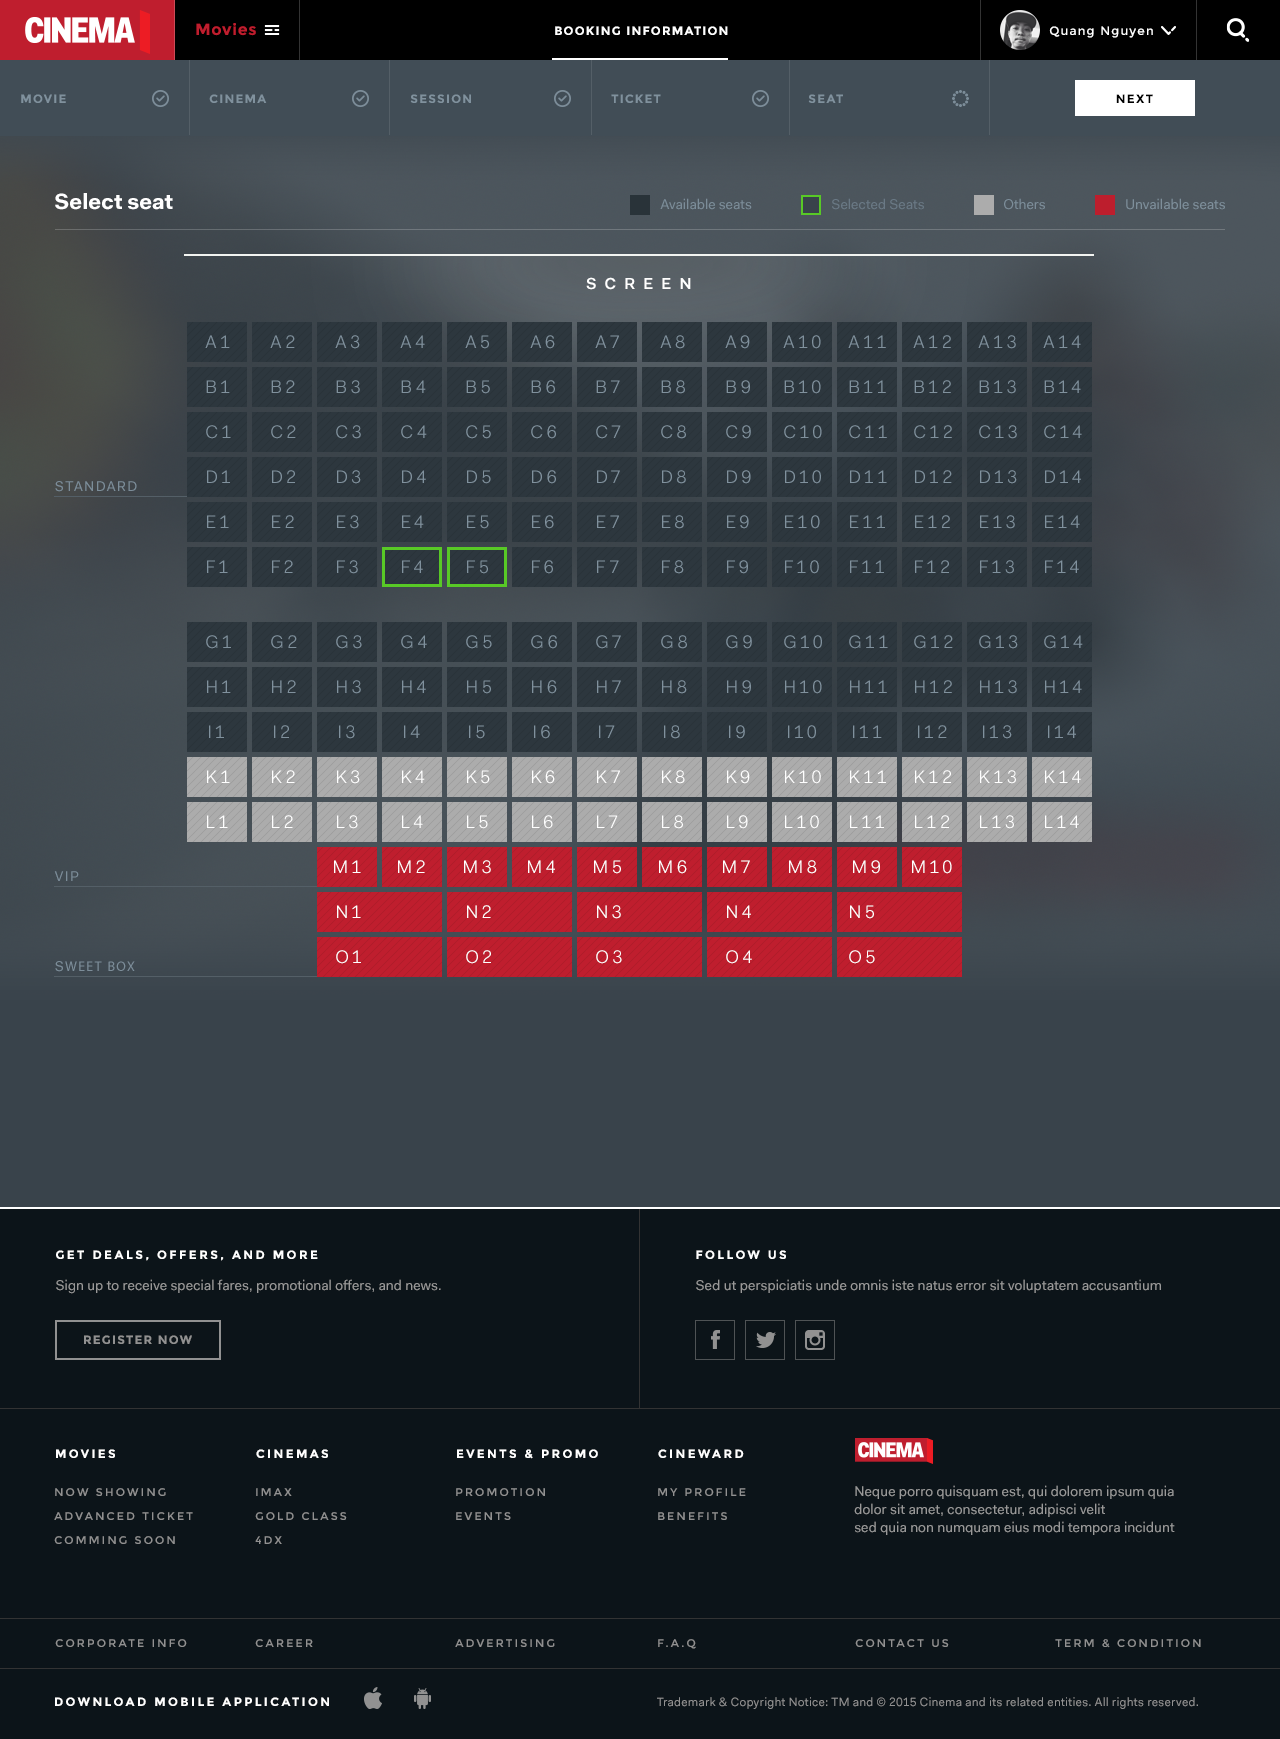 CINEMA
Movies
BOOKING INFORMATION
Quang Nguyen
MOVIE
CINEMA
SESSION
TICKET
SEAT
NEXT
Select seat
Available seats
Selected Seats
Others
Unvailable seats
SCREEN
A1 A2 A3 A4 A5 A6 A7 A8 A9 A10 A11 A12 A13 A14
B1 B2 B3 B4 B5 B6 B7 B8 B9 B10 B11 B12 B13 B14
C1 C2 C3 C4 C5 C6 C7 C8 C9 C10 C11 C12 C13 C14
D1 D2 D3 D4 D5 D6 D7 D8 D9 D10 D11 D12 D13 D14
STANDARD
E1 E2 E3 E4 E5 E6 E7 E8 E9 E10 E11 E12 E13 E14
F1 F2 F3 F4 F5 F6 F7 F8 F9 F10 F11 F12 F13 F14
G1 G2 G3 G4 G5 G6 G7 G8 G9 G10 G11 G12 G13 G14
H1 H2 H3 H4 H5 H6 H7 H8 H9 H10 H11 H12 H13 H14
I1 I2 I3 I4 I5 I6 I7 I8 I9 I10 I11 I12 I13 I14
K1 K2 K3 K4 K5 K6 K7 K8 K9 K10 K11 K12 K13 K14
L1 L2 L3 L4 L5 L6 L7 L8 L9 L10 L11 L12 L13 L14
M1 M2 M3 M4 M5 M6 M7 M8 M9 M10
VIP
N1 N2 N3 N4 N5
O1 O2 O3 O4 O5
SWEET BOX
GET DEALS, OFFERS, AND MORE
Sign up to receive special fares, promotional offers, and news.
REGISTER NOW
FOLLOW US
Sed ut perspiciatis unde omnis iste natus error sit voluptatem accusantium
MOVIES
NOW SHOWING
ADVANCED TICKET
COMMING SOON
CINEMAS
IMAX
GOLD CLASS
4DX
EVENTS & PROMO
PROMOTION
EVENTS
CINEWARD
MY PROFILE
BENEFITS
CINEMA
Neque porro quisquam est, qui dolorem ipsum quia
dolor sit amet, consectetur, adipisci velit
sed quia non numquam eius modi tempora incidunt
CORPORATE INFO
CAREER
ADVERTISING
F.A.Q
CONTACT US
TERM & CONDITION
DOWNLOAD MOBILE APPLICATION
Trademark & Copyright Notice: TM and © 2015 Cinema and its related entities. All rights reserved.